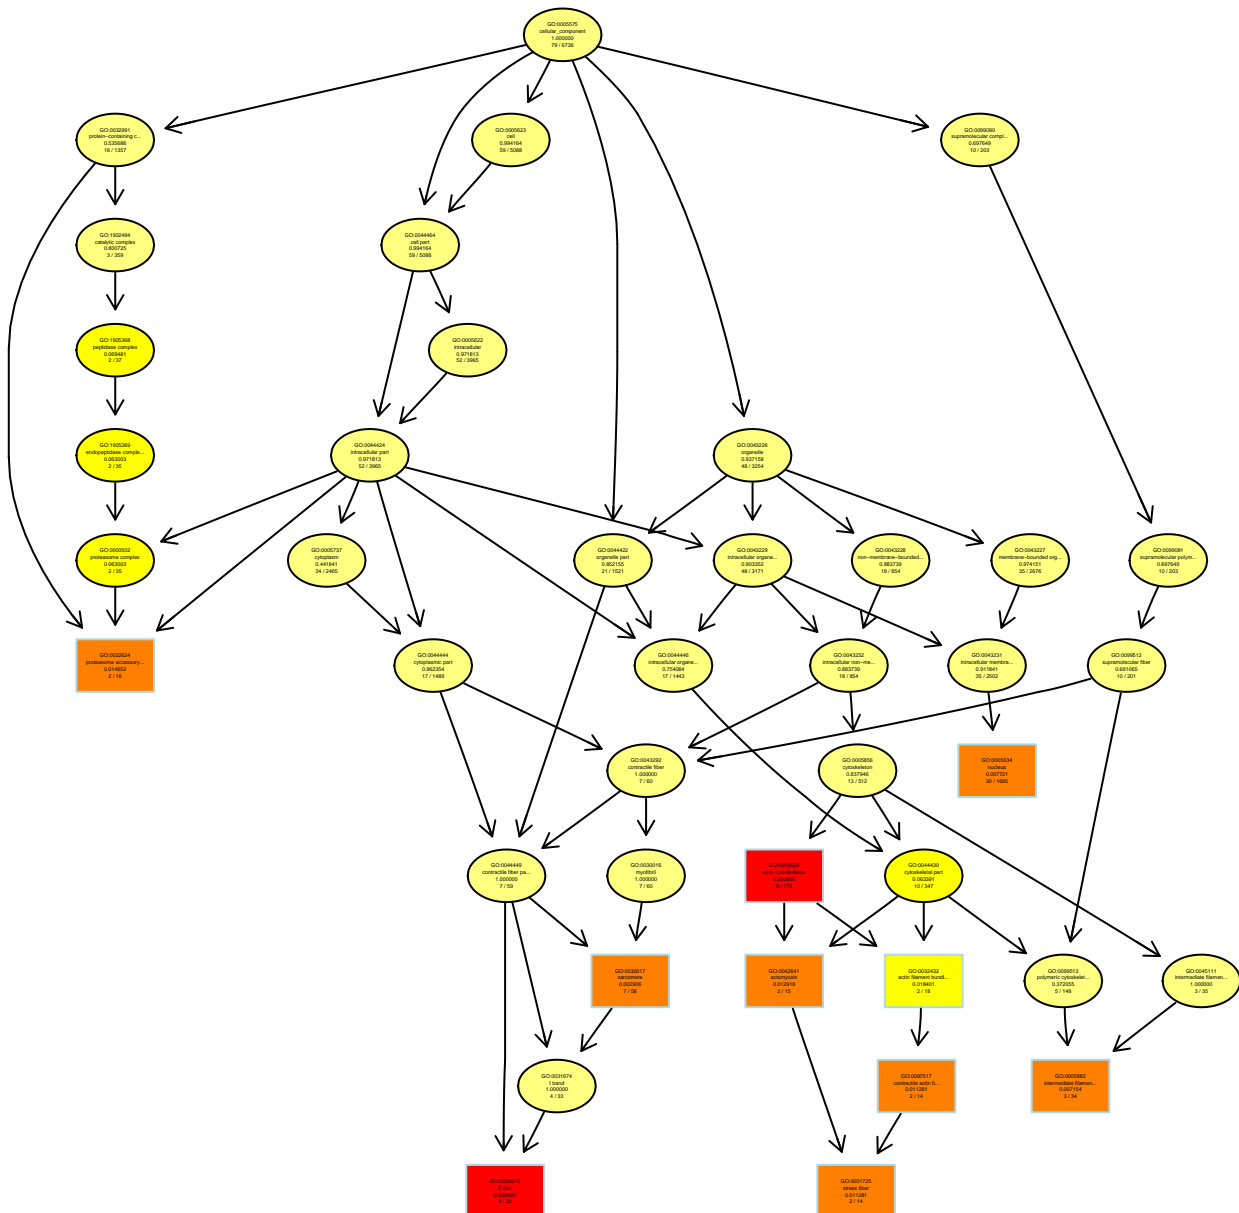 GO:0005575
cellular_component
1.000000
79 / 6736
GO:0032991
protein−containing c...
0.535686
16 / 1357
GO:0005623
cell
0.994164
59 / 5088
GO:0099080
supramolecular compl...
0.697649
10 / 203
GO:1902494
catalytic complex
0.800725
3 / 359
GO:0044464
cell part
0.994164
59 / 5088
GO:1905368
peptidase complex
0.069481
2 / 37
GO:0005622
intracellular
0.971813
52 / 3965
GO:1905369
endopeptidase comple...
0.063003
2 / 35
GO:0044424
intracellular part
0.971813
52 / 3965
GO:0043226
organelle
0.937158
48 / 3254
GO:0000502
proteasome complex
0.063003
2 / 35
GO:0005737
cytoplasm
0.441841
34 / 2465
GO:0044422
organelle part
0.852155
21 / 1521
GO:0043229
intracellular organe...
0.903352
48 / 3171
GO:0043228
non−membrane−bounded...
0.883739
18 / 854
GO:0043227
membrane−bounded org...
0.974151
35 / 2676
GO:0099081
supramolecular polym...
0.697649
10 / 203
GO:0022624
proteasome accessory...
0.014652
2 / 16
GO:0044444
cytoplasmic part
0.962354
17 / 1489
GO:0044446
intracellular organe...
0.754084
17 / 1443
GO:0043232
intracellular non−me...
0.883739
18 / 854
GO:0043231
intracellular membra...
0.911841
35 / 2502
GO:0099512
supramolecular fiber
0.691065
10 / 201
GO:0043292
contractile fiber
1.000000
7 / 60
GO:0005856
cytoskeleton
0.837946
13 / 512
GO:0005634
nucleus
0.007721
30 / 1695
GO:0044449
contractile fiber pa...
1.000000
7 / 59
GO:0030016
myofibril
1.000000
7 / 60
GO:0015629
actin cytoskeleton
GO:0044430
cytoskeletal part
0.063391
10 / 347
GO:0030017
sarcomere
0.002906
7 / 58
GO:0042641
actomyosin
0.012918
2 / 15
GO:0032432
actin filament bundl...
0.018401
2 / 18
GO:0099513
polymeric cytoskelet...
0.372055
5 / 148
GO:0045111
intermediate filamen...
1.000000
3 / 35
GO:0031674
I band
1.000000
4 / 33
GO:0097517
contractile actin fi...
0.011281
2 / 14
GO:0005882
intermediate filamen...
0.007154
3 / 34
GO:0030018
Z disc
GO:0001725
stress fiber
0.011281
2 / 14